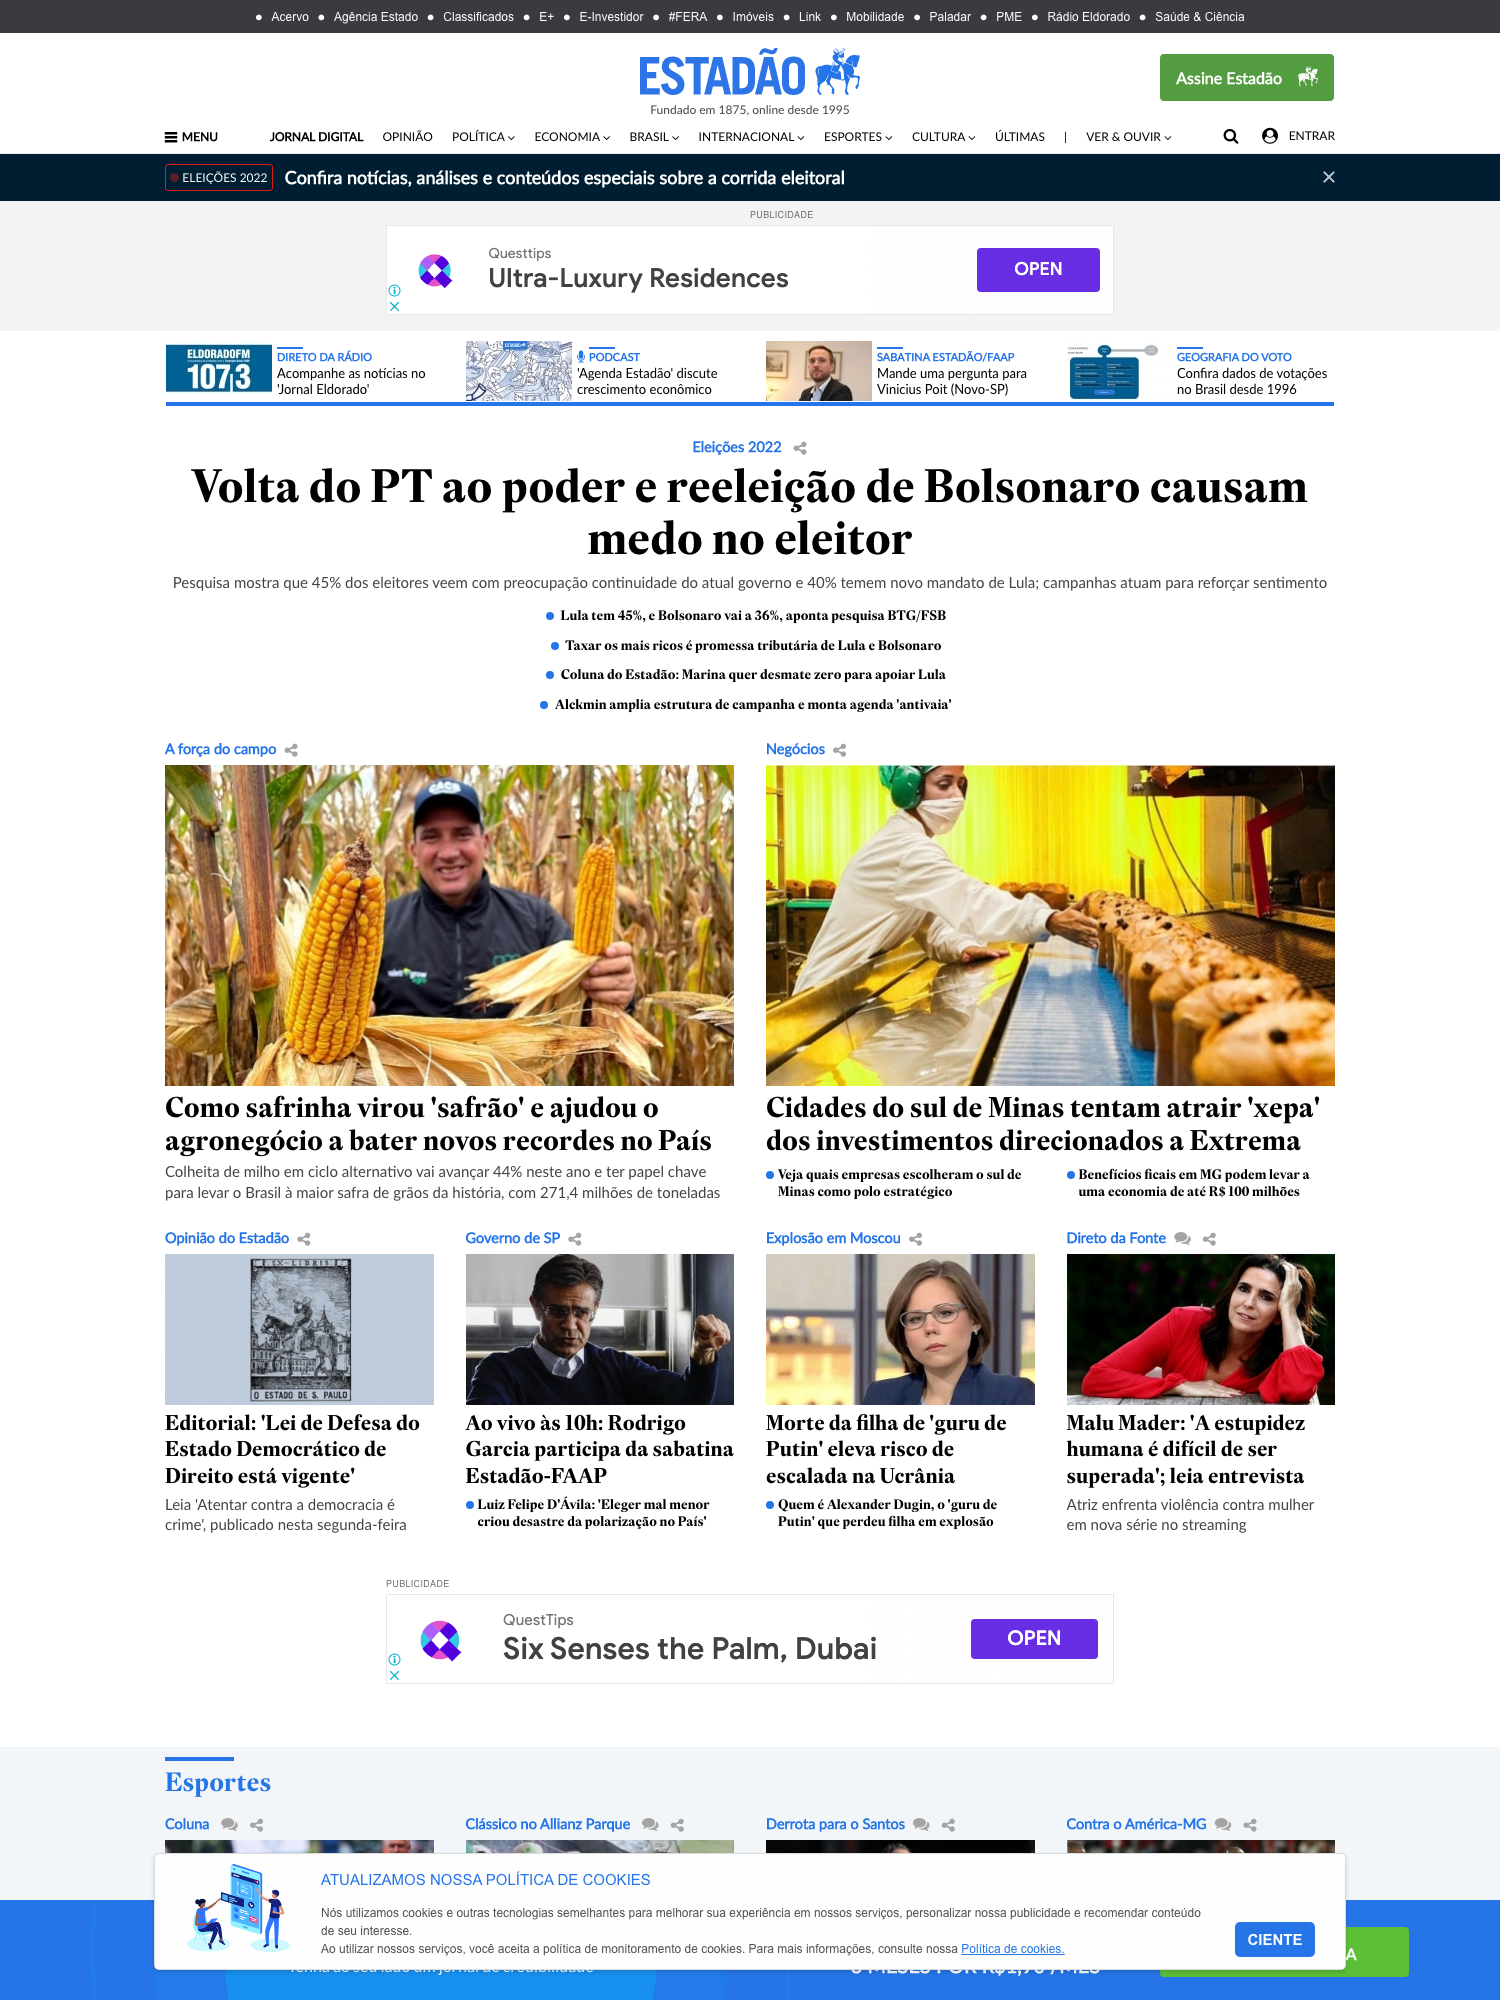 Acervo Agência Estado Classificados E+ E-Investidor #FERA Imóveis Link Mobilidade Paladar PME Rádio Eldorado Saúde & Ciência
ESTADÃO
Assine Estadão
Fundado em 1875, online desde 1995
MENU JORNAL DIGITAL OPINIÃO POLÍTICA ECONOMIA BRASIL INTERNACIONAL ESPORTES CULTURA ÚLTIMAS | VER & OUVIR ENTRAR
ELEIÇÕES 2022 Confira notícias, análises e conteúdos especiais sobre a corrida eleitoral
PUBLICIDADE
Questtips
Ultra-Luxury Residences
OPEN
ELDORADOFM
107,3
DIRETO DA RÁDIO
Acompanhe as notícias no
'Jornal Eldorado'
PODCAST
'Agenda Estadão' discute
crescimento econômico
SABATINA ESTADÃO/FAAP
Mande uma pergunta para
Vinicius Poit (Novo-SP)
GEOGRAFIA DO VOTO
Confira dados de votações
no Brasil desde 1996
Eleições 2022
Volta do PT ao poder e reeleição de Bolsonaro causam
medo no eleitor
Pesquisa mostra que 45% dos eleitores veem com preocupação continuidade do atual governo e 40% temem novo mandato de Lula; campanhas atuam para reforçar sentimento
Lula tem 45%, e Bolsonaro vai a 36%, aponta pesquisa BTG/FSB
Taxar os mais ricos é promessa tributária de Lula e Bolsonaro
Coluna do Estadão: Marina quer desmate zero para apoiar Lula
Alckmin amplia estrutura de campanha e monta agenda 'antivaia'
A força do campo
Como safrinha virou 'safrão' e ajudou o
agronegócio a bater novos recordes no País
Colheita de milho em ciclo alternativo vai avançar 44% neste ano e ter papel chave
para levar o Brasil à maior safra de grãos da história, com 271,4 milhões de toneladas
Negócios
Cidades do sul de Minas tentam atrair 'xepa'
dos investimentos direcionados a Extrema
Veja quais empresas escolheram o sul de
Minas como polo estratégico
Benefícios ficais em MG podem levar a
uma economia de até R$ 100 milhões
Opinião do Estadão
EX-LIBRIS
O ESTADO DE S. PAULO
Editorial: 'Lei de Defesa do
Estado Democrático de
Direito está vigente'
Leia 'Atentar contra a democracia é
crime', publicado nesta segunda-feira
Governo de SP
Ao vivo às 10h: Rodrigo
Garcia participa da sabatina
Estadão-FAAP
Luiz Felipe D'Ávila: 'Eleger mal menor
criou desastre da polarização no País'
Explosão em Moscou
Morte da filha de 'guru de
Putin' eleva risco de
escalada na Ucrânia
Quem é Alexander Dugin, o 'guru de
Putin' que perdeu filha em explosão
Direto da Fonte
Malu Mader: 'A estupidez
humana é difícil de ser
superada'; leia entrevista
Atriz enfrenta violência contra mulher
em nova série no streaming
PUBLICIDADE
QuestTips
Six Senses the Palm, Dubai
OPEN
Esportes
Coluna
Clássico no Allianz Parque
Derrota para o Santos
Contra o América-MG
ATUALIZAMOS NOSSA POLÍTICA DE COOKIES
Nós utilizamos cookies e outras tecnologias semelhantes para melhorar sua experiência em nossos serviços, personalizar nossa publicidade e recomendar conteúdo
de seu interesse.
Ao utilizar nossos serviços, você aceita a política de monitoramento de cookies. Para mais informações, consulte nossa Política de cookies.
CIENTE